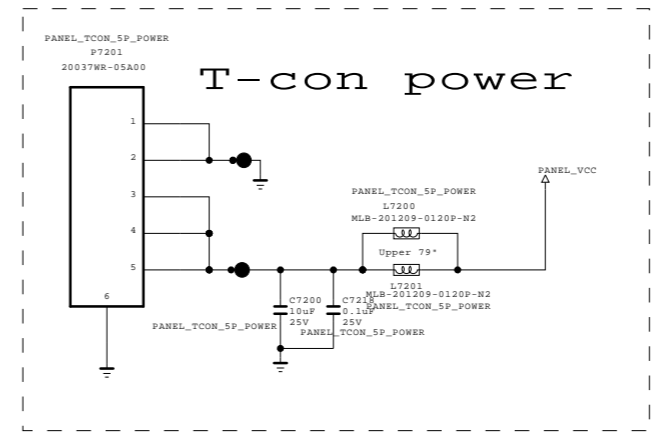 PANEL_TCON_5P_POWER
P7201
20037WR-05A00
T-con power
1
2
3
4
5
6
PANEL_VCC
PANEL_TCON_5P_POWER
L7200
MLB-201209-0120P-N2
Upper 79"
L7201
MLB-201209-0120P-N2
PANEL_TCON_5P_POWER
C7200
10uF
25V
PANEL_TCON_5P_POWER
C7218
0.1uF
25V
PANEL_TCON_5P_POWER